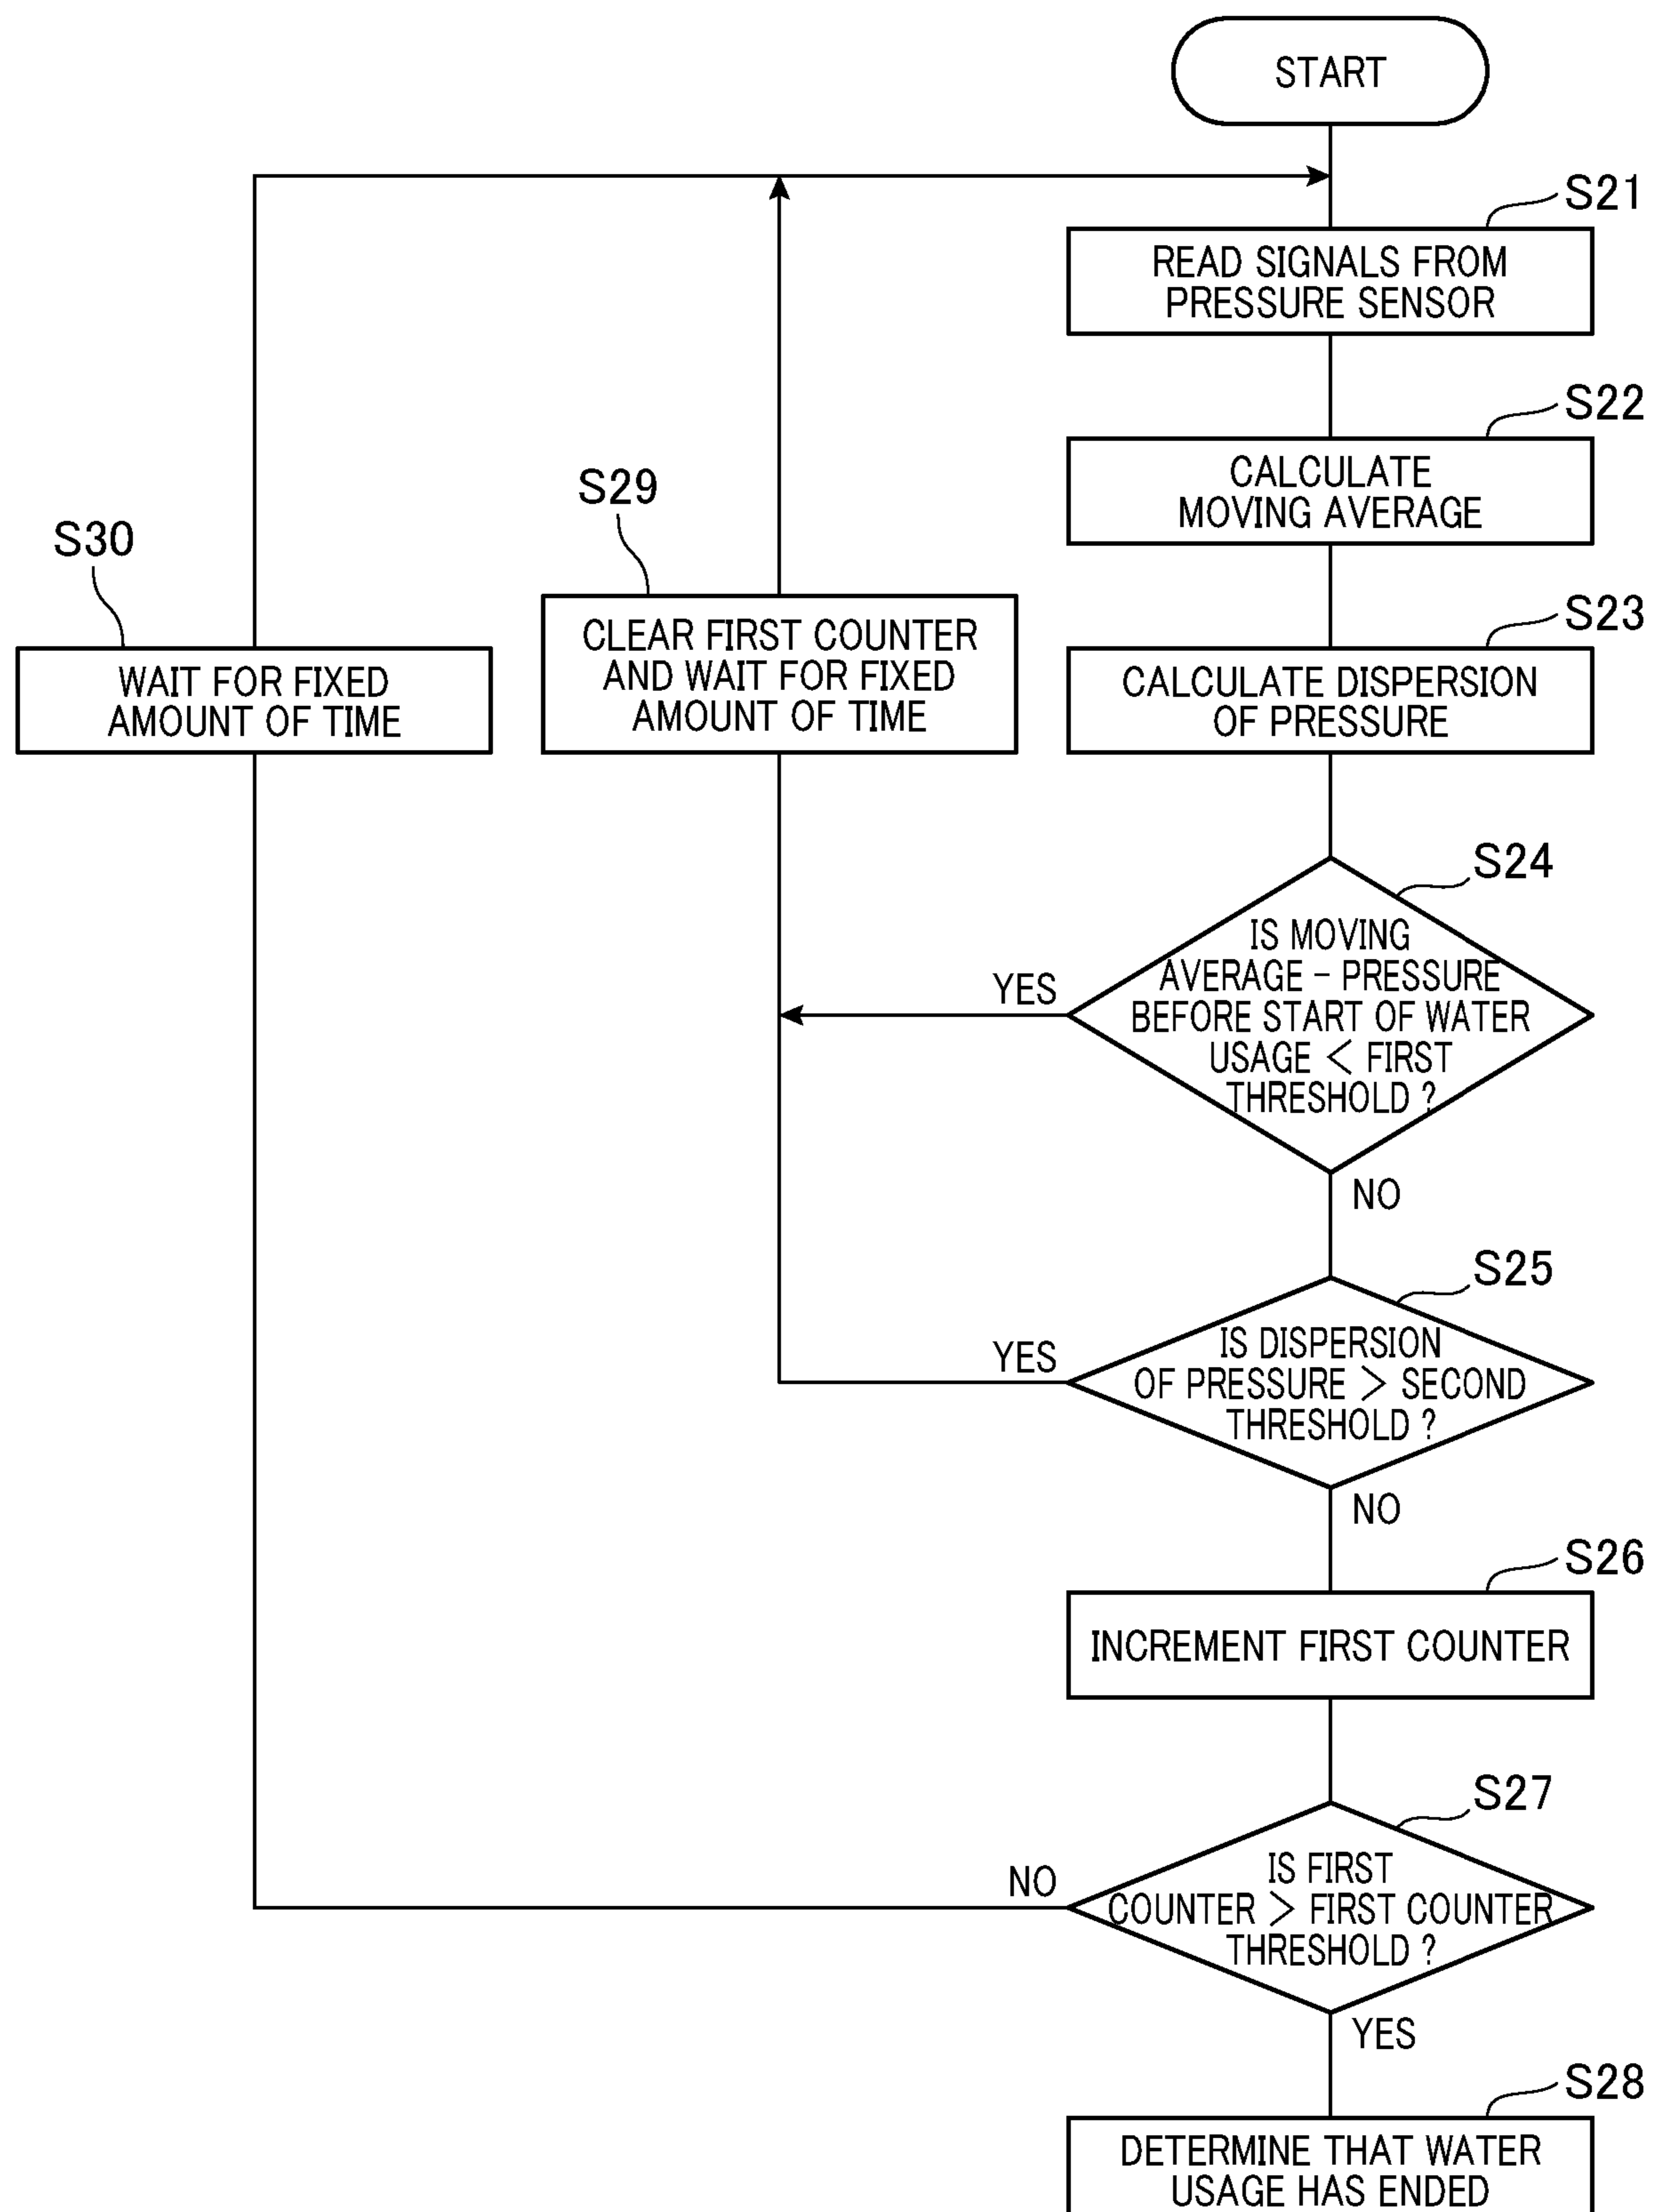 START
S21
READ SIGNALS FROM
PRESSURE SENSOR
S22
CALCULATE
MOVING AVERAGE
S29
CLEAR FIRST COUNTER
AND WAIT FOR FIXED
AMOUNT OF TIME
S30
WAIT FOR FIXED
AMOUNT OF TIME
S23
CALCULATE DISPERSION
OF PRESSURE
S24
IS MOVING
AVERAGE – PRESSURE
BEFORE START OF WATER
USAGE < FIRST
THRESHOLD ?
YES
NO
S25
IS DISPERSION
OF PRESSURE > SECOND
THRESHOLD ?
YES
NO
S26
INCREMENT FIRST COUNTER
S27
IS FIRST
COUNTER > FIRST COUNTER
THRESHOLD ?
NO
YES
S28
DETERMINE THAT WATER
USAGE HAS ENDED